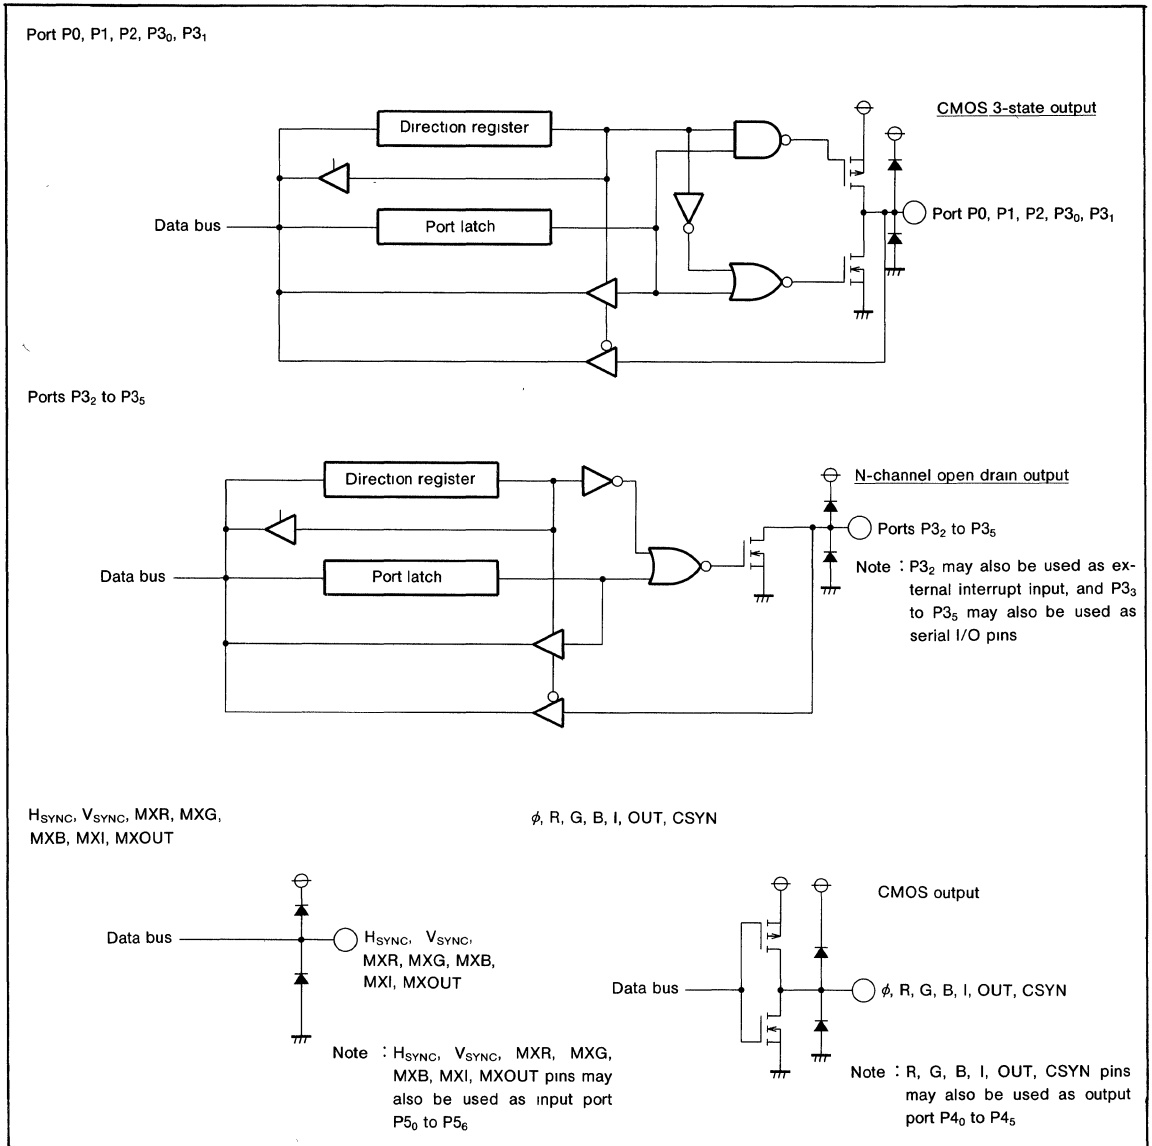 Port P0, P1, P2, P3₀, P3₁
CMOS 3-state output
Direction register
Data bus
Port latch
Port P0, P1, P2, P3₀, P3₁
Ports P3₂ to P3₅
Direction register
N-channel open drain output
Ports P3₂ to P3₅
Data bus
Port latch
Note : P3₂ may also be used as ex-
ternal interrupt input, and P3₃
to P3₅ may also be used as
serial I/O pins
H_SYNC, V_SYNC, MXR, MXG,
MXB, MXI, MXOUT
Data bus
H_SYNC, V_SYNC,
MXR, MXG, MXB,
MXI, MXOUT
Note : H_SYNC, V_SYNC, MXR, MXG,
MXB, MXI, MXOUT pins may
also be used as input port
P5₀ to P5₆
ϕ, R, G, B, I, OUT, CSYN
CMOS output
Data bus
ϕ, R, G, B, I, OUT, CSYN
Note : R, G, B, I, OUT, CSYN pins
may also be used as output
port P4₀ to P4₅